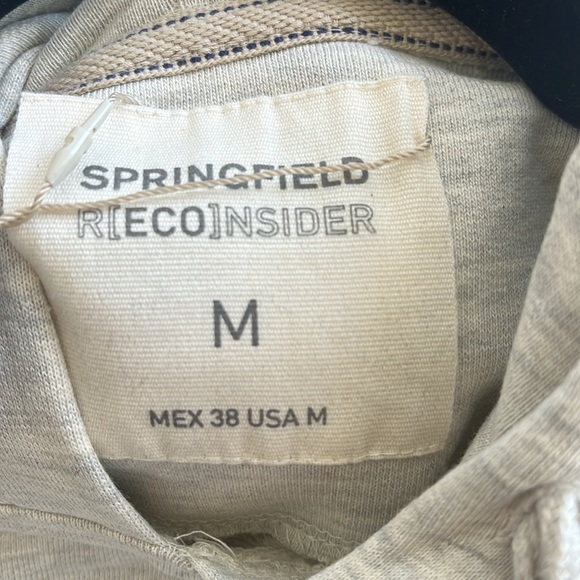 SPRINGFIELD
R[ECO]NSIDER
M
MEX 38 USA M